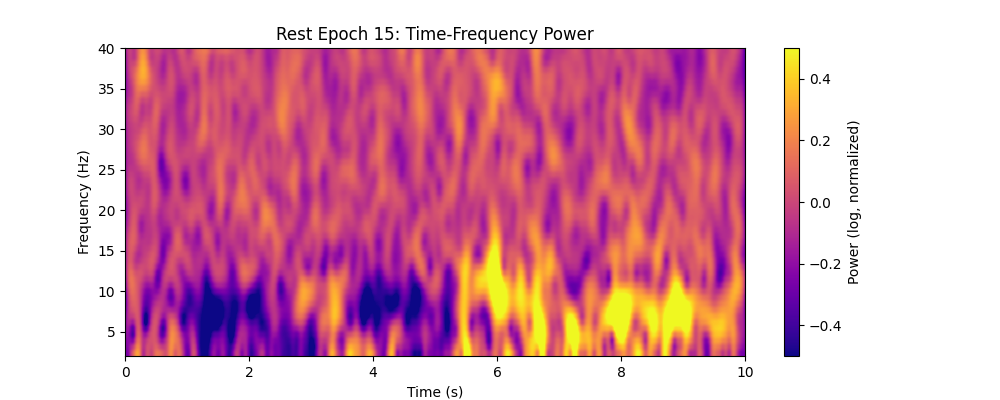 Rest Epoch 15: Time-Frequency Power
40
35
30
25
20
15
10
5
Frequency (Hz)
0 2 4 6 8 10
Time (s)
0.4
0.2
0.0
−0.2
−0.4
Power (log, normalized)